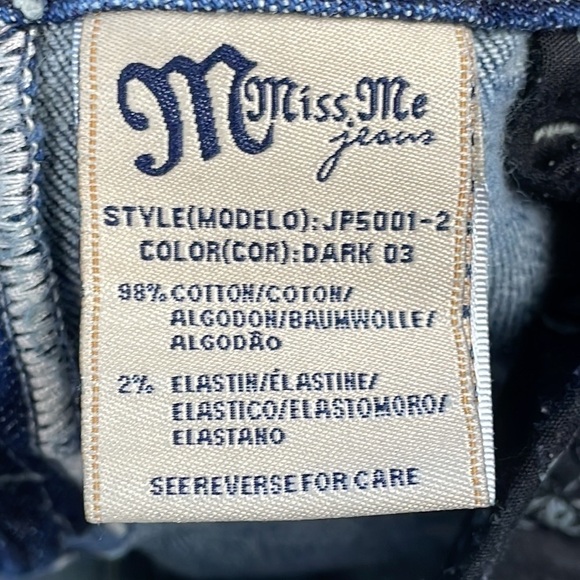 M Miss Me
jeans
STYLE(MODELO):JP5001-2
COLOR(COR):DARK 03
98% COTTON/COTON/
ALGODON/BAUMWOLLE/
ALGODÂO
2% ELASTIN/ÉLASTINE/
ELASTICO/ELASTOMORO/
ELASTANO
SEE REVERSE FOR CARE